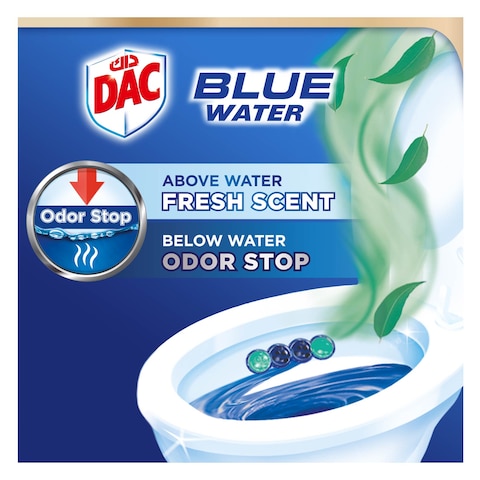 داك
DAC
BLUE
WATER
Odor Stop
ABOVE WATER
FRESH SCENT
BELOW WATER
ODOR STOP